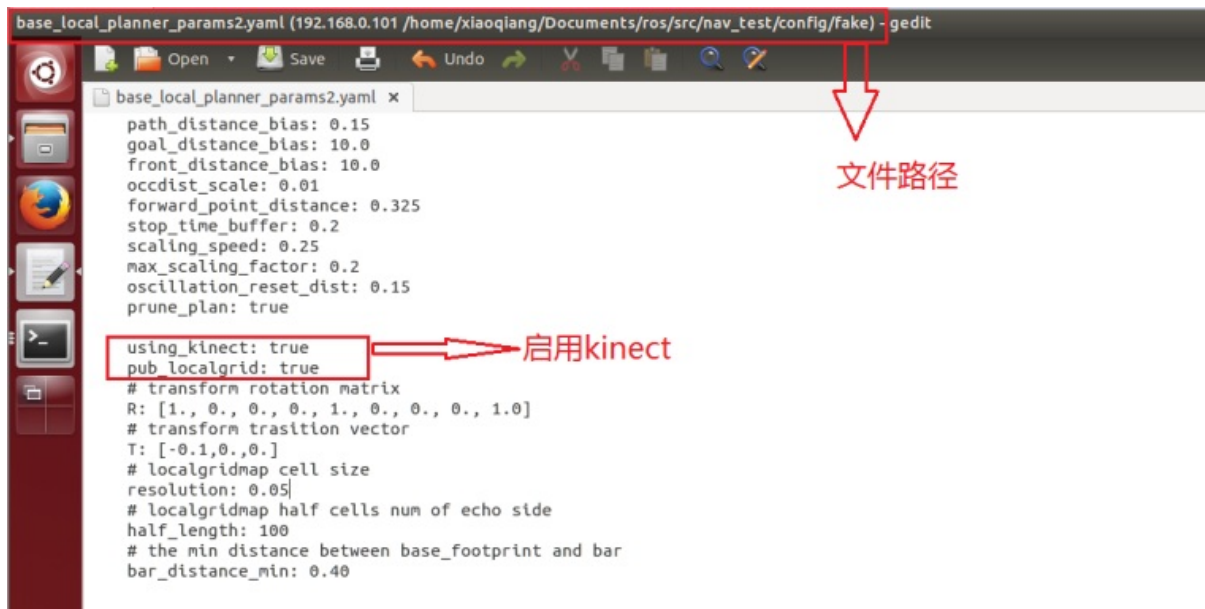 base_local_planner_params2.yaml (192.168.0.101 /home/xiaoqiang/Documents/ros/src/nav_test/config/fake) - gedit
Open Save Undo
base_local_planner_params2.yaml ×
path_distance_bias: 0.15
goal_distance_bias: 10.0
front_distance_bias: 10.0
文件路径
occdist_scale: 0.01
forward_point_distance: 0.325
stop_time_buffer: 0.2
scaling_speed: 0.25
max_scaling_factor: 0.2
oscillation_reset_dist: 0.15
prune_plan: true
using_kinect: true
启用kinect
pub_localgrid: true
# transform rotation matrix
R: [1., 0., 0., 0., 1., 0., 0., 0., 1.0]
# transform trasition vector
T: [-0.1,0.,0.]
# localgridmap cell size
resolution: 0.05
# localgridmap half cells num of echo side
half_length: 100
# the min distance between base_footprint and bar
bar_distance_min: 0.40